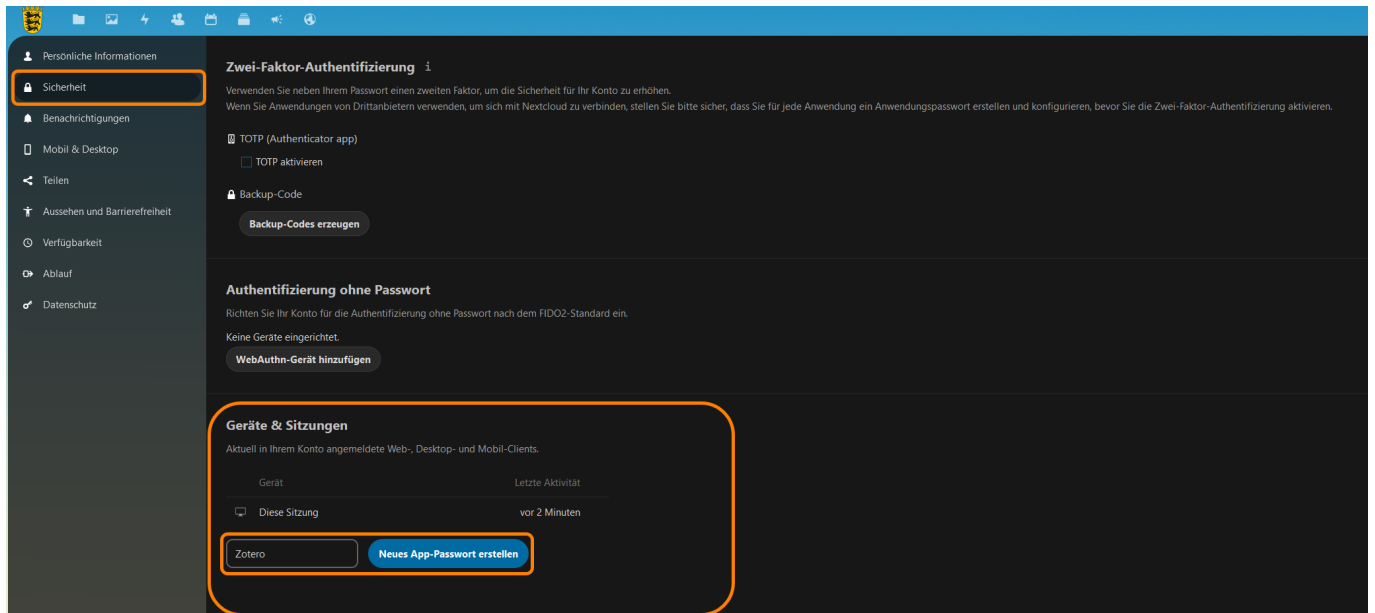 Persönliche Informationen
Sicherheit
Benachrichtigungen
Mobil & Desktop
Teilen
Aussehen und Barrierefreiheit
Verfügbarkeit
Ablauf
Datenschutz
Zwei-Faktor-Authentifizierung i
Verwenden Sie neben Ihrem Passwort einen zweiten Faktor, um die Sicherheit für Ihr Konto zu erhöhen.
Wenn Sie Anwendungen von Drittanbietern verwenden, um sich mit Nextcloud zu verbinden, stellen Sie bitte sicher, dass Sie für jede Anwendung ein Anwendungspasswort erstellen und konfigurieren, bevor Sie die Zwei-Faktor-Authentifizierung aktivieren.
TOTP (Authenticator app)
TOTP aktivieren
Backup-Code
Backup-Codes erzeugen
Authentifizierung ohne Passwort
Richten Sie Ihr Konto für die Authentifizierung ohne Passwort nach dem FIDO2-Standard ein.
Keine Geräte eingerichtet.
WebAuthn-Gerät hinzufügen
Geräte & Sitzungen
Aktuell in Ihrem Konto angemeldete Web-, Desktop- und Mobil-Clients.
Gerät Letzte Aktivität
Diese Sitzung vor 2 Minuten
Zotero Neues App-Passwort erstellen